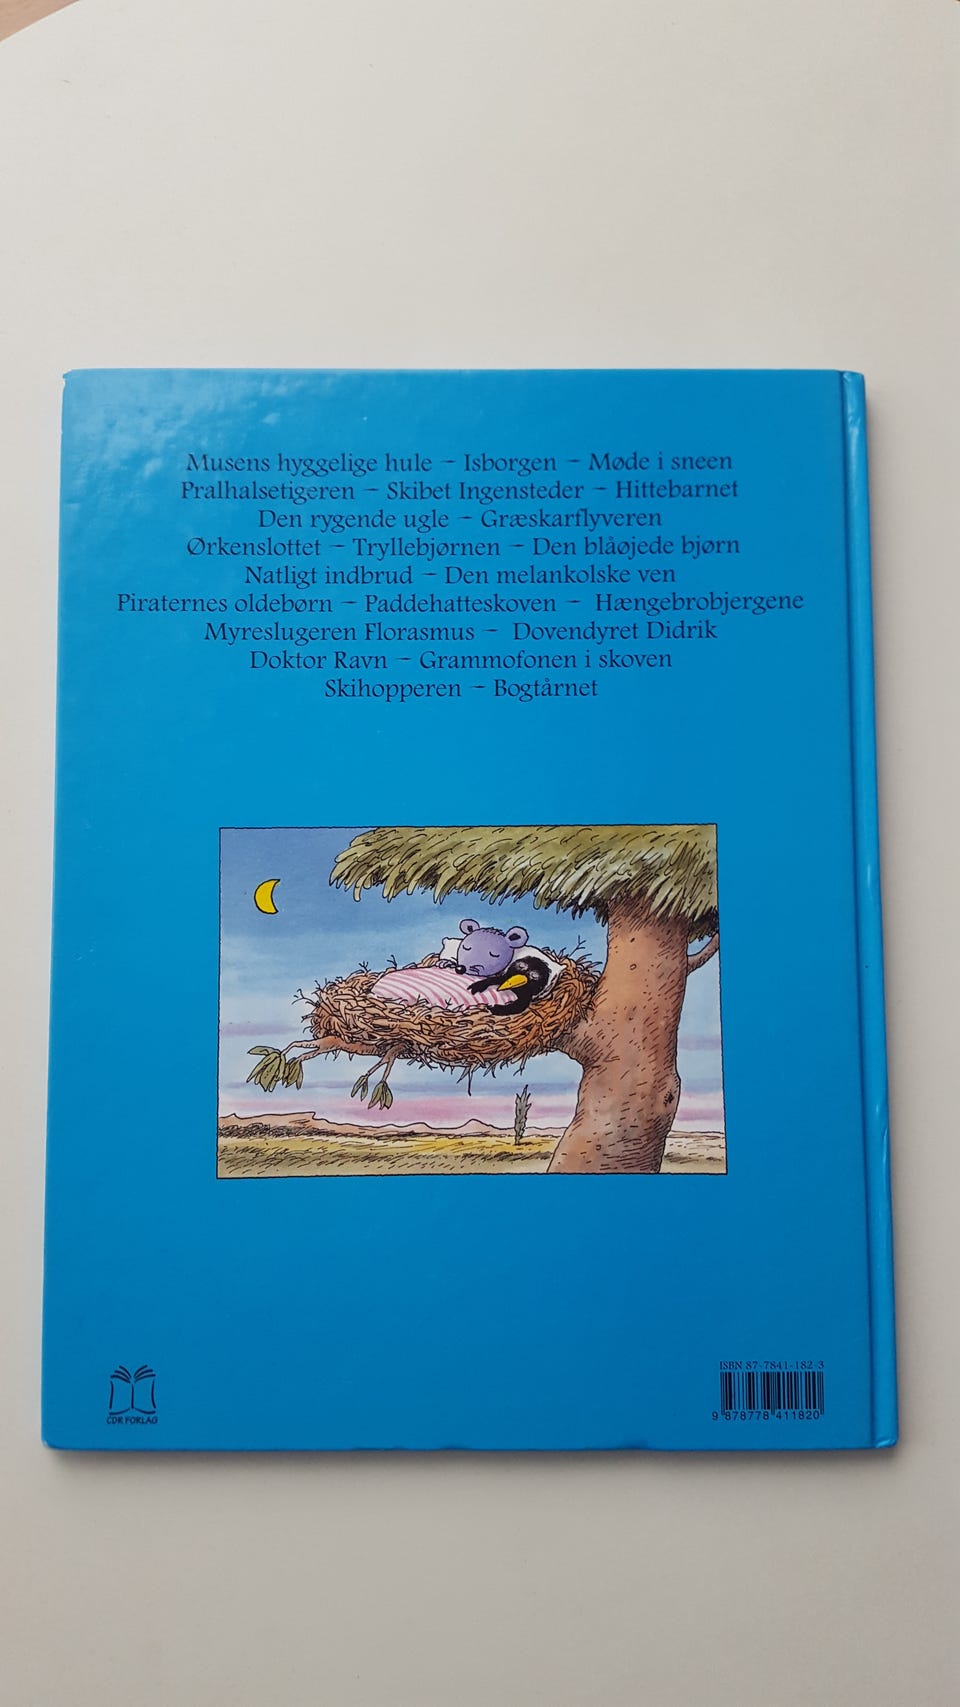 Musens hyggelige hule – Isborgen – Møde i sneen
Pralhalsetigeren – Skibet Ingensteder – Hittebarnet
Den rygende ugle – Græskarflyveren
Ørkenslottet – Tryllebjørnen – Den blåøjede bjørn
Natligt indbrud – Den melankolske ven
Piraternes oldebørn – Paddehatteskoven – Hængebrobjergene
Myreslugeren Florasmus – Dovendyret Didrik
Doktor Ravn – Grammofonen i skoven
Skihopperen – Bogtårnet
CDR FORLAG
ISBN 87-7841-182-3
9 878778 411820